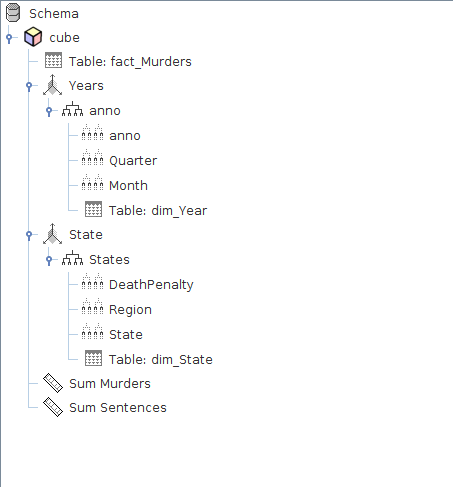 Schema
cube
Table: fact_Murders
Years
anno
anno
Quarter
Month
Table: dim_Year
State
States
DeathPenalty
Region
State
Table: dim_State
Sum Murders
Sum Sentences